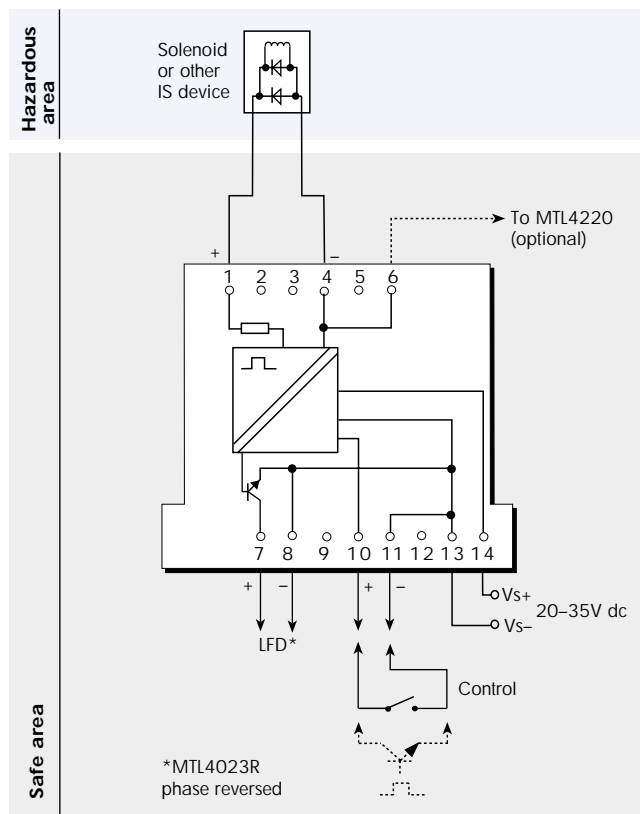 Hazardous
area
Solenoid
or other
IS device
To MTL4220
(optional)
+ –
1 2 3 4 5 6
7 8 9 10 11 12 13 14
+ – + –
Vs+
20–35V dc
Vs–
LFD*
Control
Safe area
*MTL4023R
phase reversed